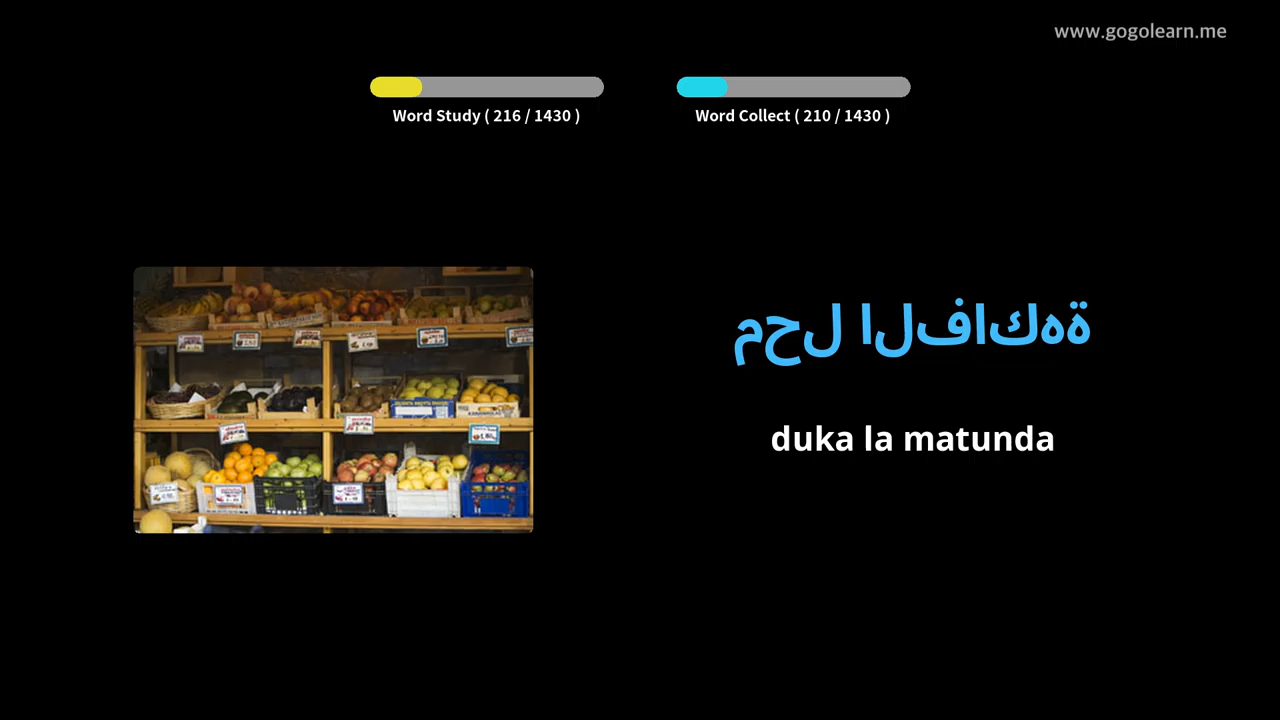 www.gogolearn.me
Word Study ( 216 / 1430 )
Word Collect ( 210 / 1430 )
محل الفاكهة
duka la matunda